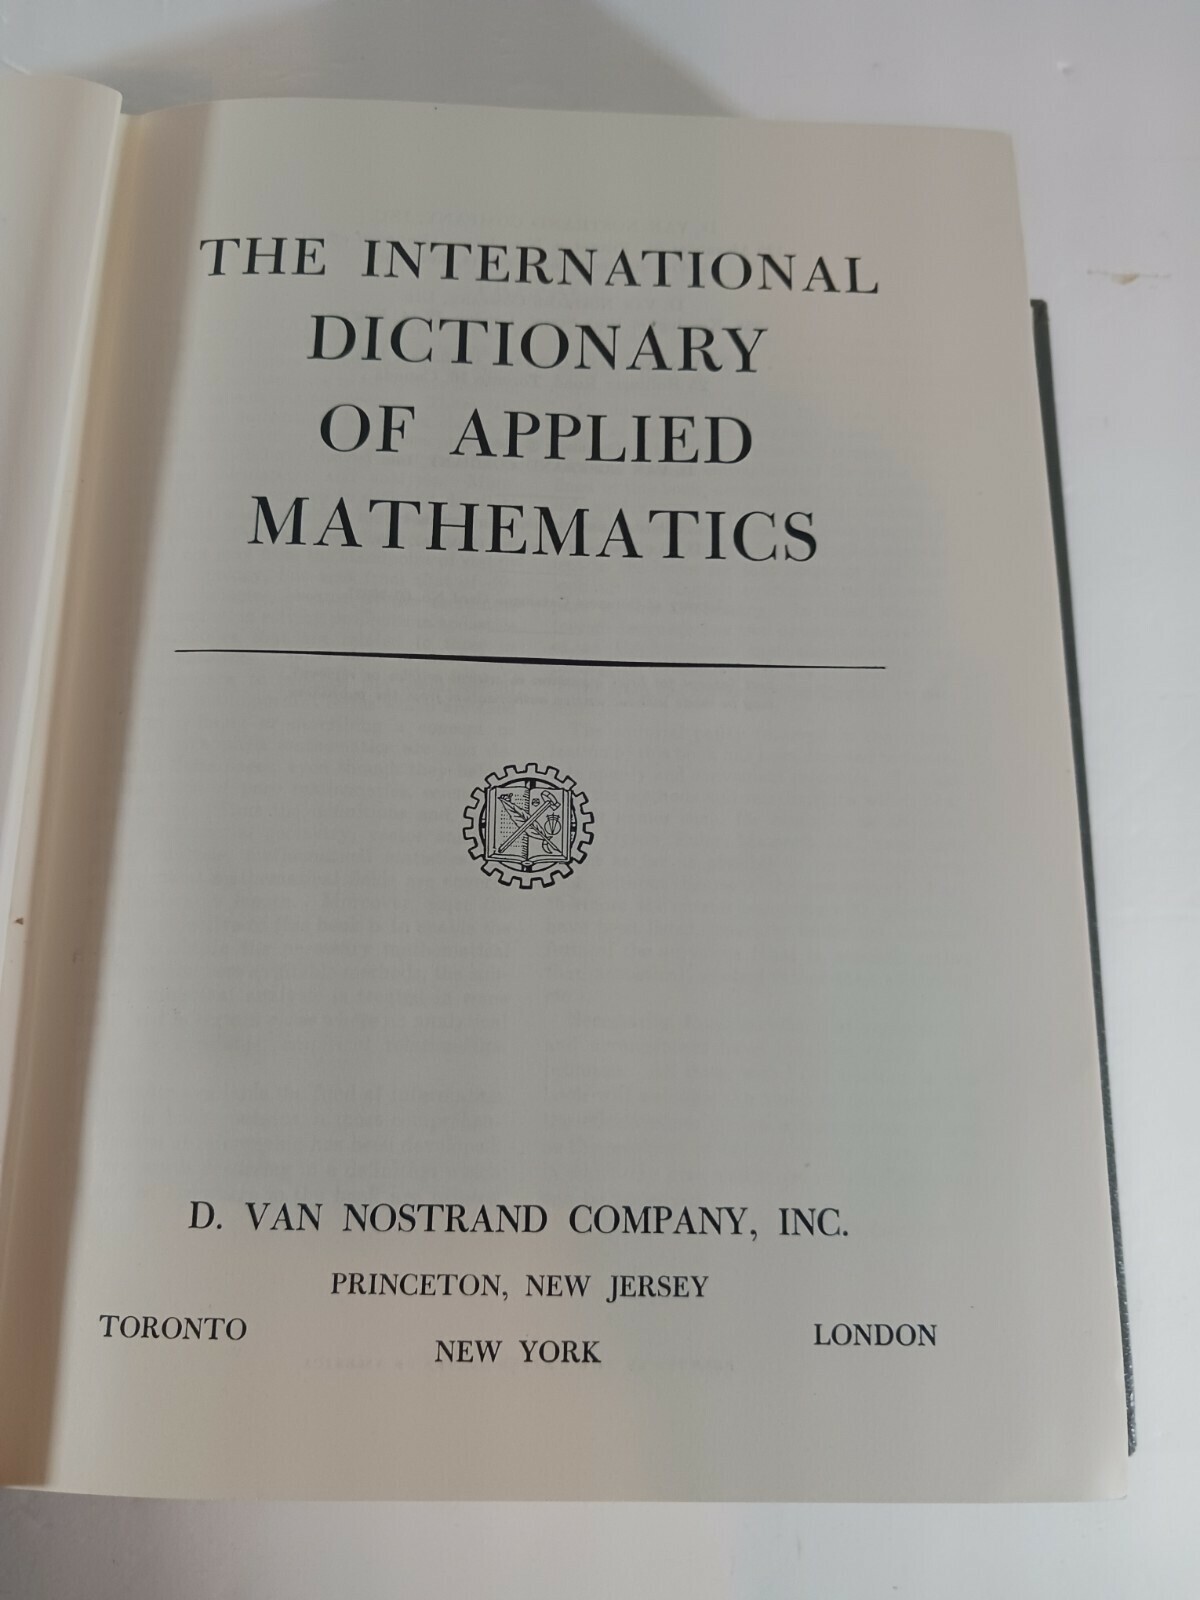 THE INTERNATIONAL
DICTIONARY
OF APPLIED
MATHEMATICS
D. VAN NOSTRAND COMPANY, INC.
PRINCETON, NEW JERSEY
TORONTO
NEW YORK
LONDON